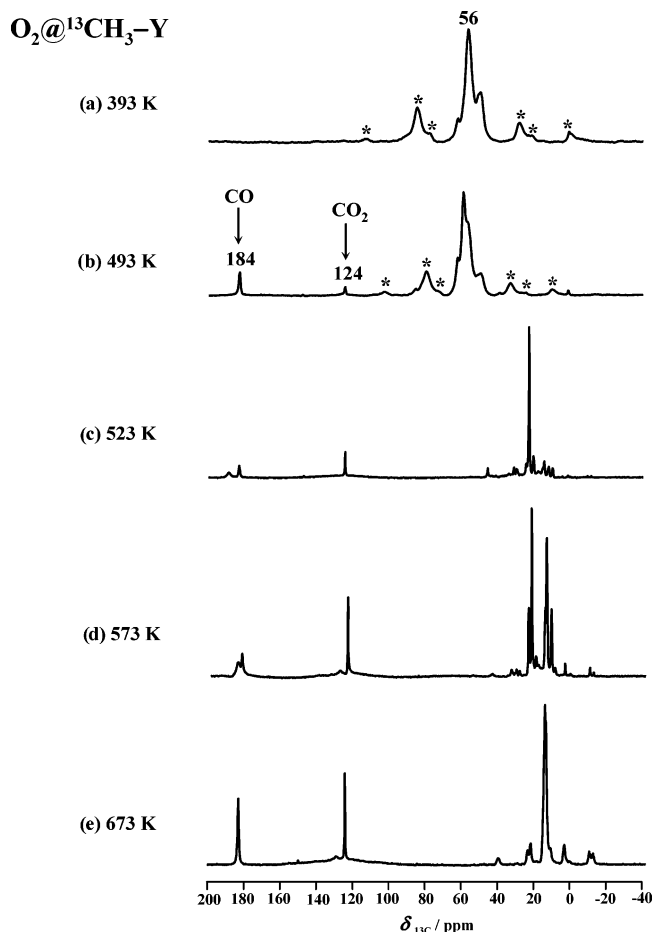 O₂@¹³CH₃–Y
56
(a) 393 K
* * * * * *
CO
CO₂
(b) 493 K
184
124
* * * * * *
(c) 523 K
(d) 573 K
(e) 673 K
200 180 160 140 120 100 80 60 40 20 0 -20 -40
δ ₁₃C / ppm